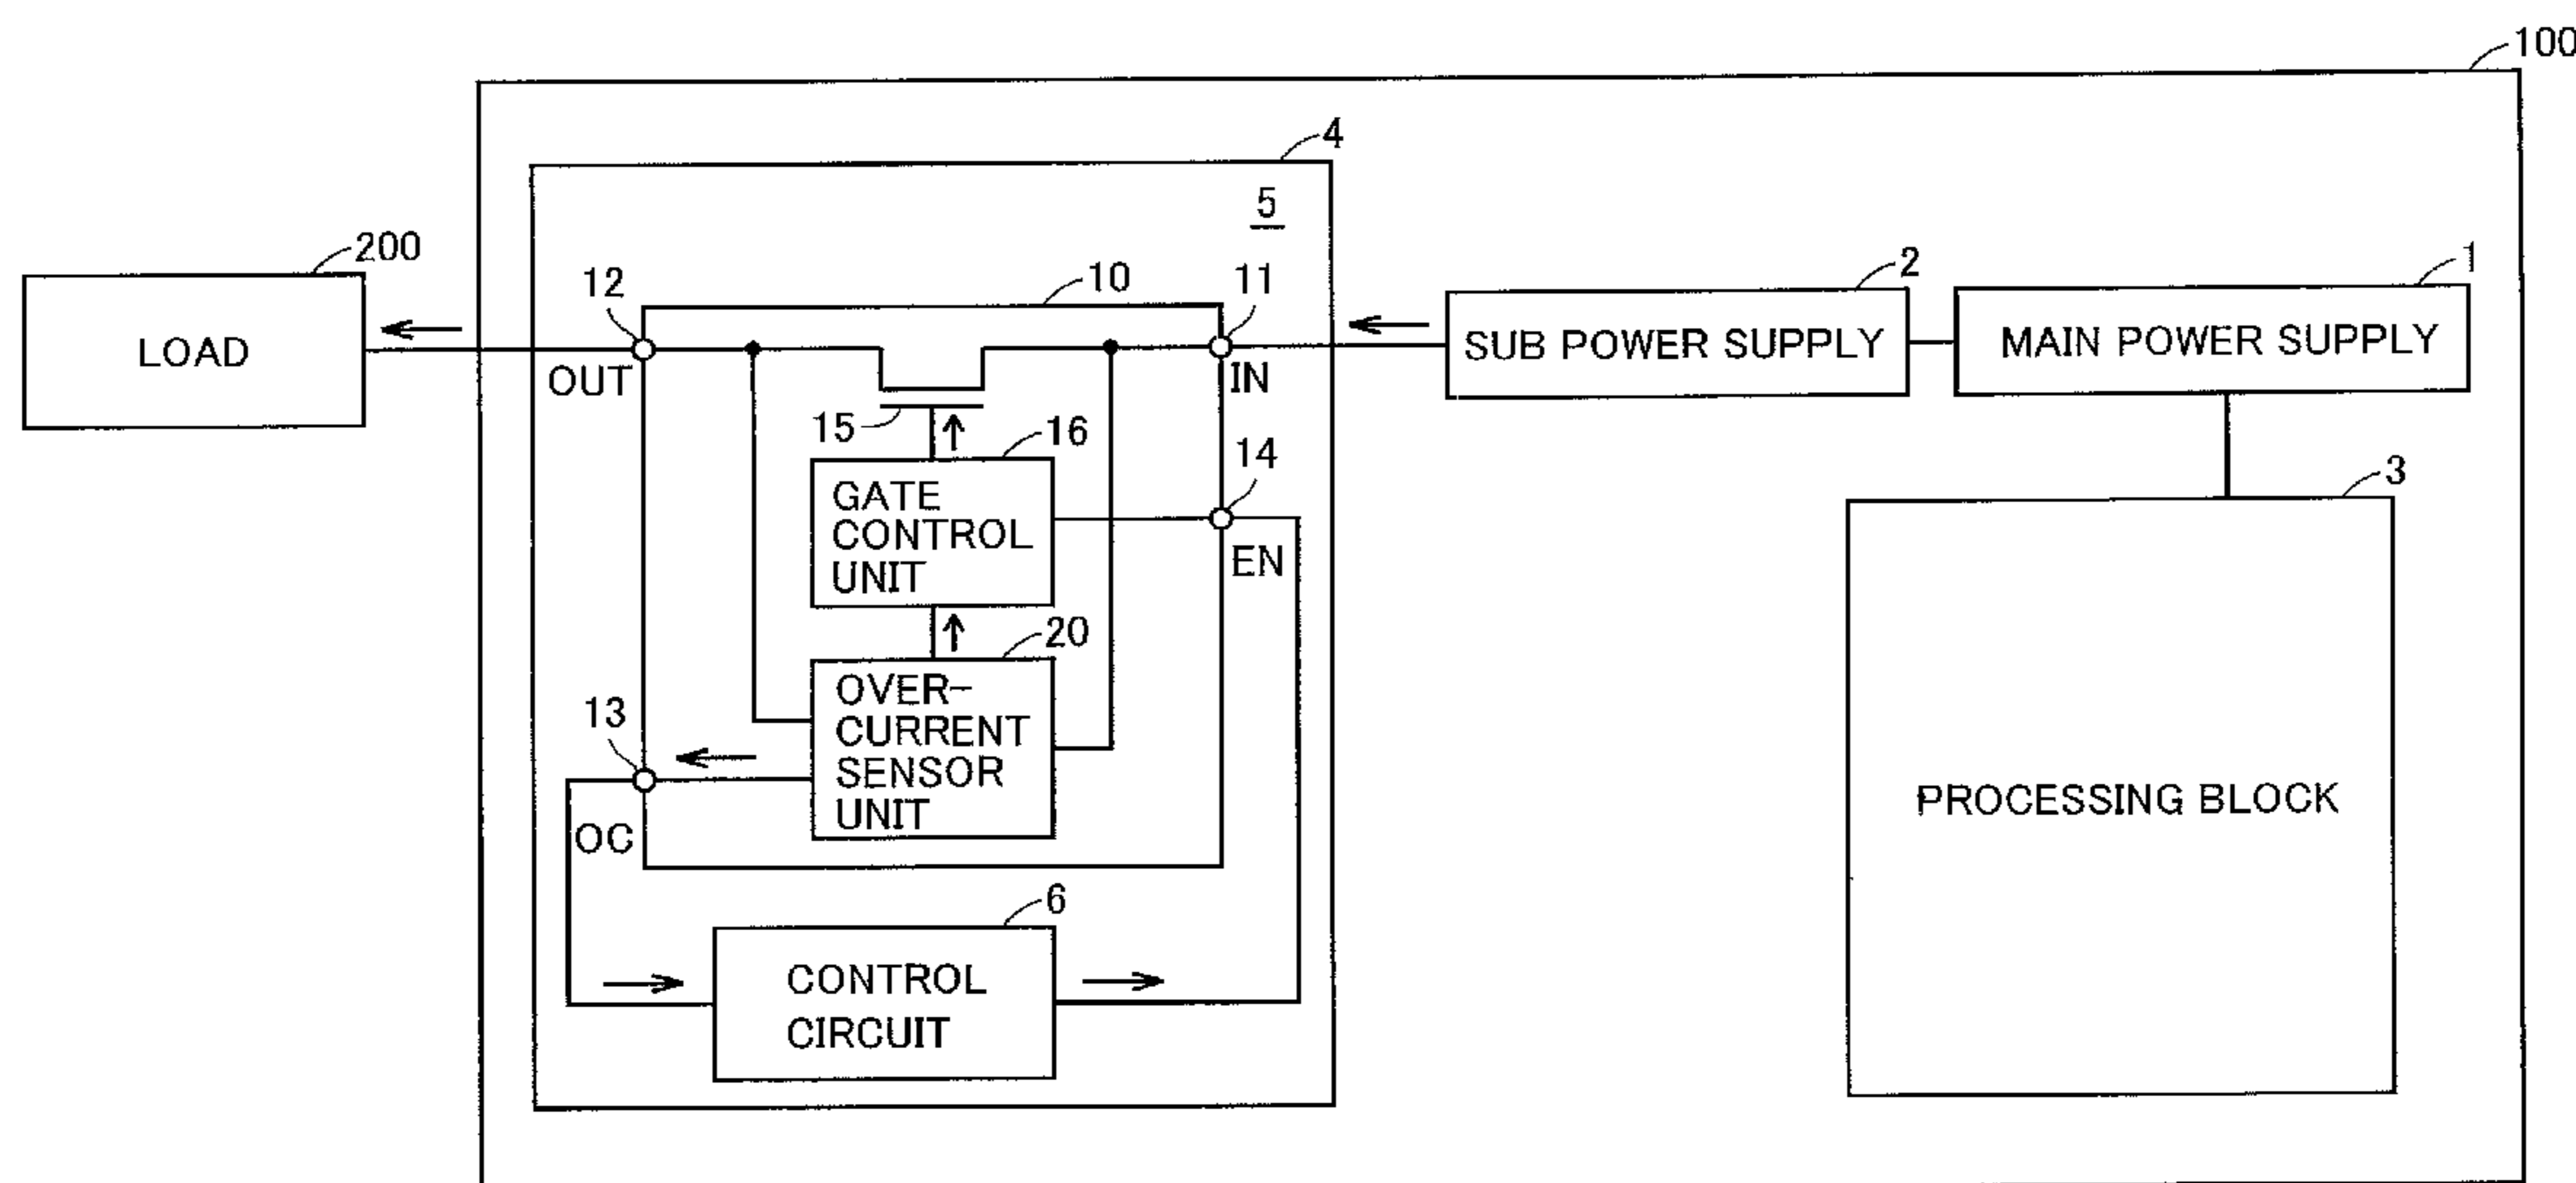 100
4
5
200
12
10
11
2
1
LOAD
SUB POWER SUPPLY
MAIN POWER SUPPLY
OUT
IN
15
16
14
3
GATE
CONTROL
UNIT
EN
20
OVER-
CURRENT
SENSOR
UNIT
13
OC
PROCESSING BLOCK
6
CONTROL
CIRCUIT